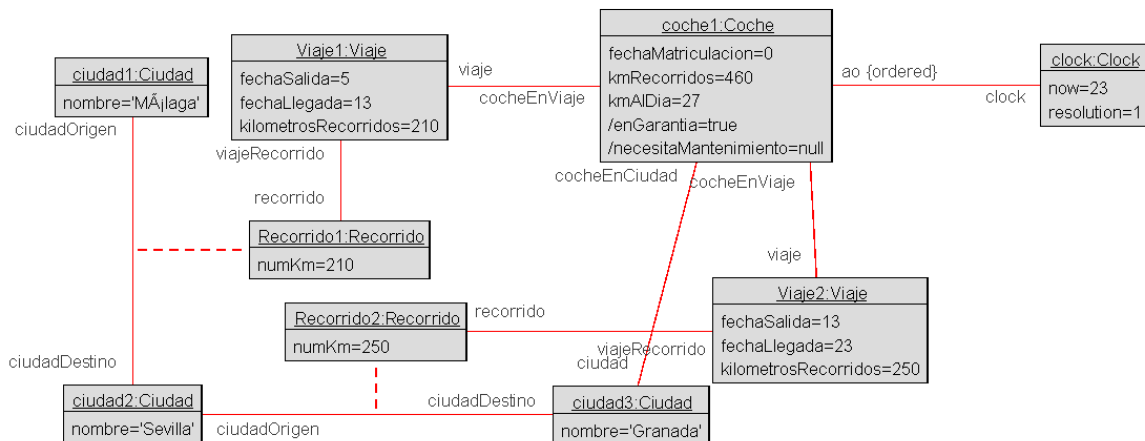 coche1:Coche
fechaMatriculacion=0
kmRecorridos=460
kmAlDia=27
/enGarantia=true
/necesitaMantenimiento=null
Viaje1:Viaje
fechaSalida=5
fechaLlegada=13
kilometrosRecorridos=210
ciudad1:Ciudad
nombre='MÃ¡laga'
clock:Clock
now=23
resolution=1
viaje
cocheEnViaje
ao {ordered}
clock
ciudadOrigen
viajeRecorrido
cocheEnCiudad
cocheEnViaje
recorrido
Recorrido1:Recorrido
numKm=210
viaje
Viaje2:Viaje
fechaSalida=13
fechaLlegada=23
kilometrosRecorridos=250
Recorrido2:Recorrido
numKm=250
recorrido
viajeRecorrido
ciudad
ciudadDestino
ciudad2:Ciudad
nombre='Sevilla'
ciudadOrigen
ciudadDestino
ciudad3:Ciudad
nombre='Granada'